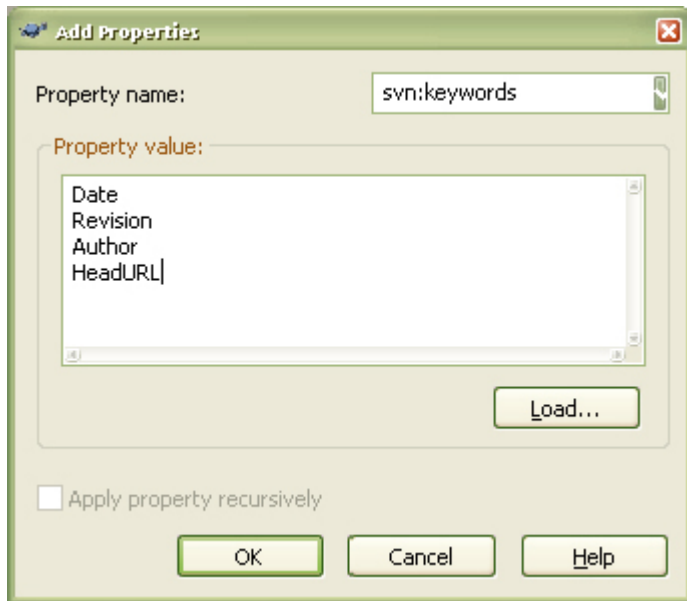 Add Properties
Property name:
svn:keywords
Property value:
Date
Revision
Author
HeadURL
Load...
Apply property recursively
OK
Cancel
Help